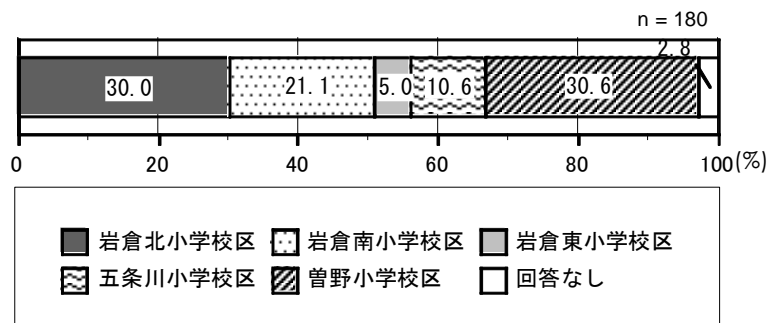 n = 180
2.8
30.0 21.1 5.0 10.6 30.6
0 20 40 60 80 100(%)
岩倉北小学校区 岩倉南小学校区 岩倉東小学校区
五条川小学校区 曽野小学校区 回答なし